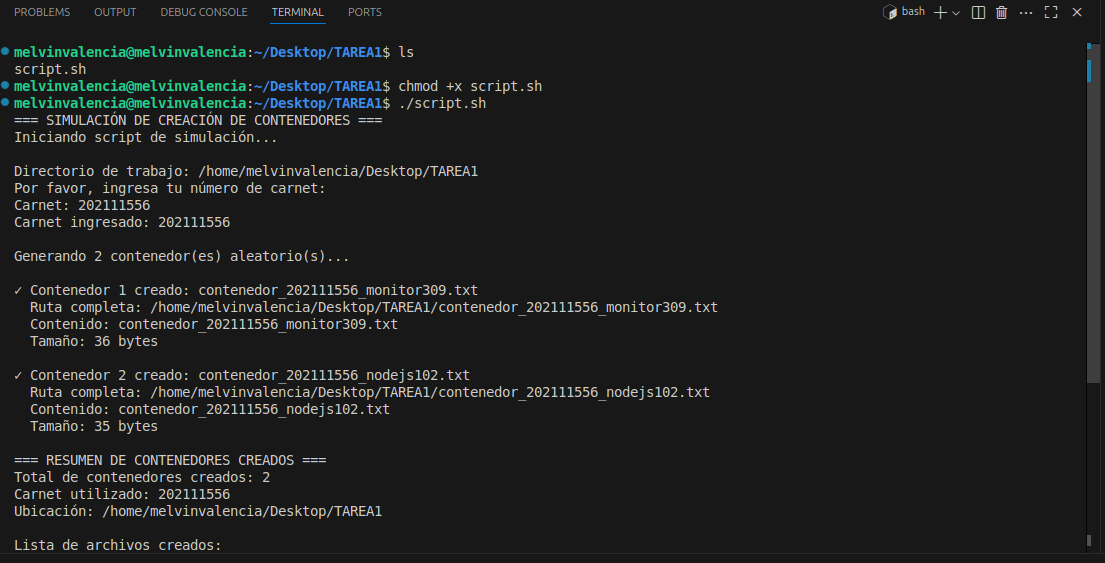 PROBLEMS OUTPUT DEBUG CONSOLE TERMINAL PORTS bash
melvinvalencia@melvinvalencia:~/Desktop/TAREA1$ ls
script.sh
melvinvalencia@melvinvalencia:~/Desktop/TAREA1$ chmod +x script.sh
melvinvalencia@melvinvalencia:~/Desktop/TAREA1$ ./script.sh
=== SIMULACIÓN DE CREACIÓN DE CONTENEDORES ===
Iniciando script de simulación...
Directorio de trabajo: /home/melvinvalencia/Desktop/TAREA1
Por favor, ingresa tu número de carnet:
Carnet: 202111556
Carnet ingresado: 202111556
Generando 2 contenedor(es) aleatorio(s)...
✓ Contenedor 1 creado: contenedor_202111556_monitor309.txt
Ruta completa: /home/melvinvalencia/Desktop/TAREA1/contenedor_202111556_monitor309.txt
Contenido: contenedor_202111556_monitor309.txt
Tamaño: 36 bytes
✓ Contenedor 2 creado: contenedor_202111556_nodejs102.txt
Ruta completa: /home/melvinvalencia/Desktop/TAREA1/contenedor_202111556_nodejs102.txt
Contenido: contenedor_202111556_nodejs102.txt
Tamaño: 35 bytes
=== RESUMEN DE CONTENEDORES CREADOS ===
Total de contenedores creados: 2
Carnet utilizado: 202111556
Ubicación: /home/melvinvalencia/Desktop/TAREA1
Lista de archivos creados: